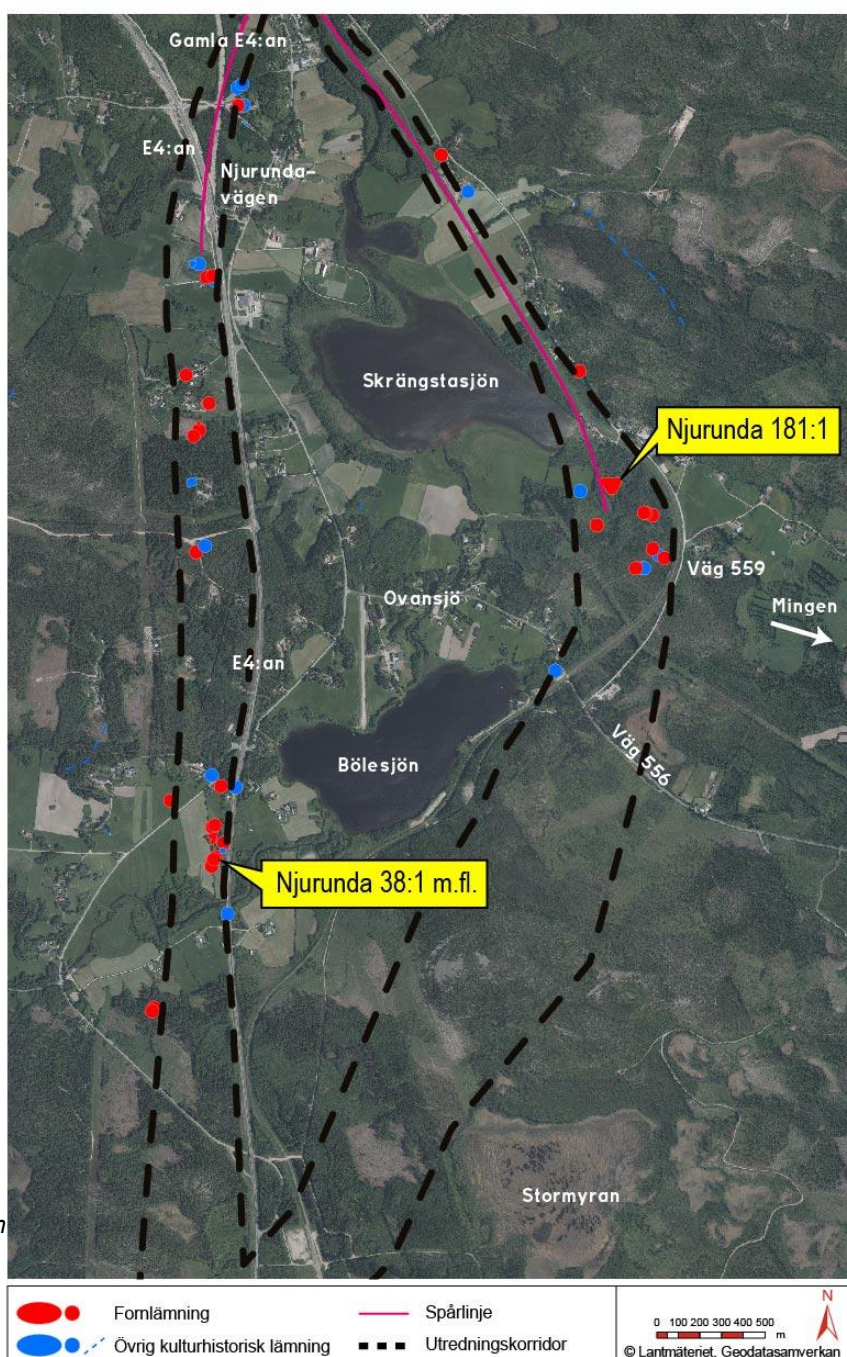 Gamla E4:an
E4:an
Njurunda-
vägen
Skrängstasjön
Njurunda 181:1
Väg 559
Mingen
Ovansjö
E4:an
Bölesjön
Väg 556
Njurunda 38:1 m.fl.
Stormyran
n
Fornlämning
Övrig kulturhistorisk lämning
Spårlinje
Utredningskorridor
N
0 100 200 300 400 500
m
© Lantmäteriet, Geodatasamverkan